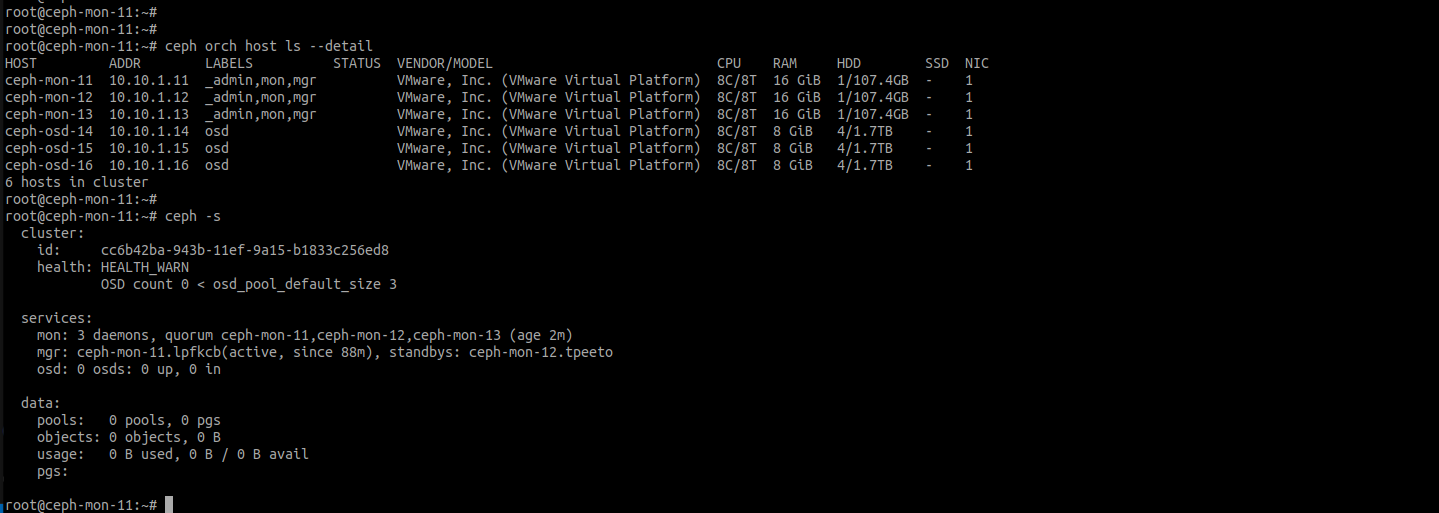 root@ceph-mon-11:~#
root@ceph-mon-11:~#
root@ceph-mon-11:~# ceph orch host ls --detail
HOST         ADDR        LABELS          STATUS  VENDOR/MODEL                            CPU    RAM     HDD        SSD  NIC
ceph-mon-11  10.10.1.11  _admin,mon,mgr          VMware, Inc. (VMware Virtual Platform)  8C/8T  16 GiB  1/107.4GB  -    1
ceph-mon-12  10.10.1.12  _admin,mon,mgr          VMware, Inc. (VMware Virtual Platform)  8C/8T  16 GiB  1/107.4GB  -    1
ceph-mon-13  10.10.1.13  _admin,mon,mgr          VMware, Inc. (VMware Virtual Platform)  8C/8T  16 GiB  1/107.4GB  -    1
ceph-osd-14  10.10.1.14  osd                     VMware, Inc. (VMware Virtual Platform)  8C/8T  8 GiB   4/1.7TB    -    1
ceph-osd-15  10.10.1.15  osd                     VMware, Inc. (VMware Virtual Platform)  8C/8T  8 GiB   4/1.7TB    -    1
ceph-osd-16  10.10.1.16  osd                     VMware, Inc. (VMware Virtual Platform)  8C/8T  8 GiB   4/1.7TB    -    1
6 hosts in cluster
root@ceph-mon-11:~#
root@ceph-mon-11:~# ceph -s
  cluster:
    id:     cc6b42ba-943b-11ef-9a15-b1833c256ed8
    health: HEALTH_WARN
            OSD count 0 < osd_pool_default_size 3
  services:
    mon: 3 daemons, quorum ceph-mon-11,ceph-mon-12,ceph-mon-13 (age 2m)
    mgr: ceph-mon-11.lpfkcb(active, since 88m), standbys: ceph-mon-12.tpeeto
    osd: 0 osds: 0 up, 0 in
  data:
    pools:   0 pools, 0 pgs
    objects: 0 objects, 0 B
    usage:   0 B used, 0 B / 0 B avail
    pgs:
root@ceph-mon-11:~#